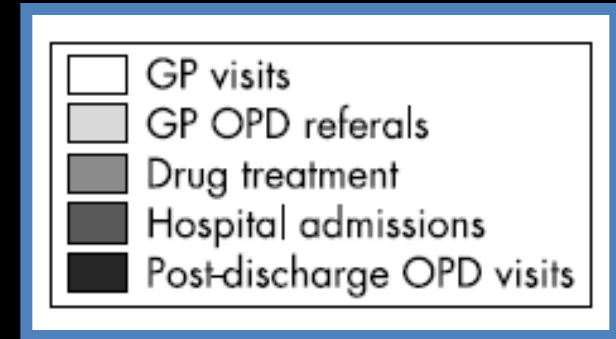 GP visits
GP OPD referals
Drug treatment
Hospital admissions
Post-discharge OPD visits